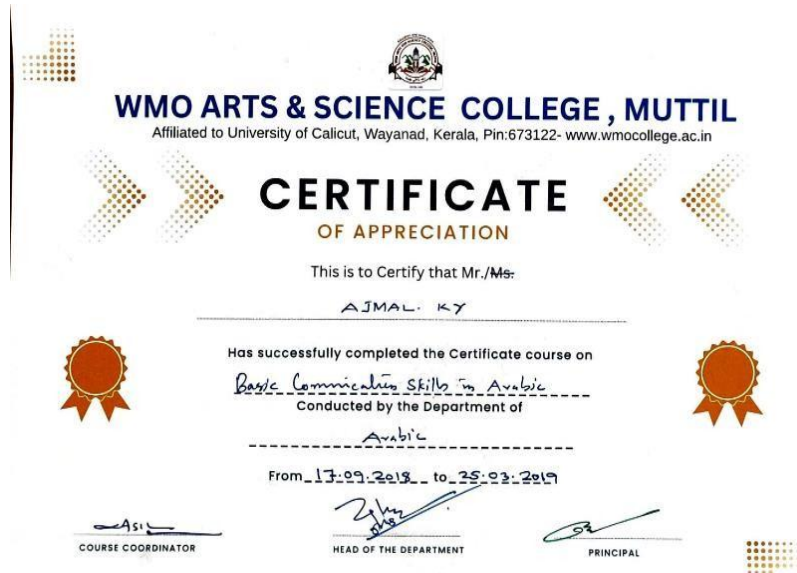 WMO ARTS & SCIENCE COLLEGE , MUTTIL
Affiliated to University of Calicut, Wayanad, Kerala, Pin:673122- www.wmocollege.ac.in
CERTIFICATE
OF APPRECIATION
This is to Certify that Mr./Ms.
AJMAL. KY
Has successfully completed the Certificate course on
Basic Commnication Skills in Arabic
Conducted by the Department of
Arabic
From 17.09.2018 to 25.03.2019
COURSE COORDINATOR
HEAD OF THE DEPARTMENT
PRINCIPAL